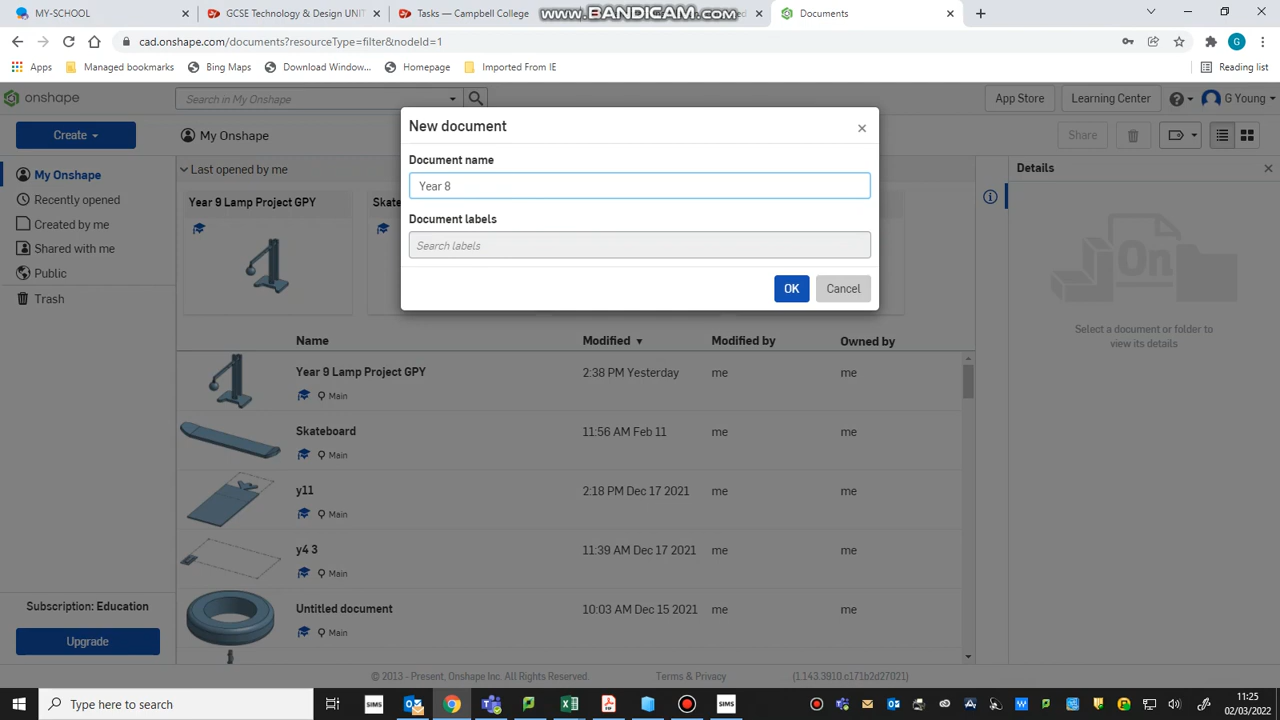 MY-SCHOOL
GCSE Technology & Design UNIT
Tasks — Campbell College
www.BANDICAM.com
Documents
cad.onshape.com/documents?resourceType=filter&nodeId=1
G
Apps
Managed bookmarks
Bing Maps
Download Window...
Homepage
Imported From IE
Reading list
onshape
Search in My Onshape
App Store
Learning Center
G Young
Create
My Onshape
Share
New document
Document name
Year 8
Document labels
Search labels
OK
Cancel
My Onshape
Recently opened
Created by me
Shared with me
Public
Trash
Last opened by me
Year 9 Lamp Project GPY
Skate
Details
Select a document or folder to
view its details
Name
Modified
Modified by
Owned by
Year 9 Lamp Project GPY
Main
2:38 PM Yesterday
me
me
Skateboard
Main
11:56 AM Feb 11
me
me
y11
Main
2:18 PM Dec 17 2021
me
me
y4 3
Main
11:39 AM Dec 17 2021
me
me
Untitled document
Main
10:03 AM Dec 15 2021
me
me
Subscription: Education
Upgrade
© 2013 - Present, Onshape Inc. All Rights Reserved.
Terms & Privacy
(1.143.3910.c171b2d27021)
Type here to search
SIMS
SIMS
11:25
02/03/2022